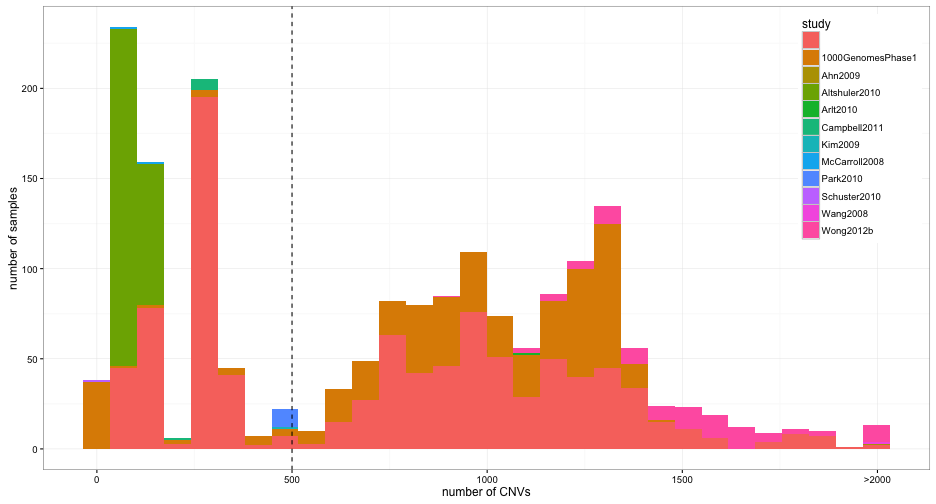 study
1000GenomesPhase1
Ahn2009
Altshuler2010
Arlt2010
Campbell2011
Kim2009
McCarroll2008
Park2010
Schuster2010
Wang2008
Wong2012b
number of samples
200
150
100
50
0
0 500 1000 1500 >2000
number of CNVs